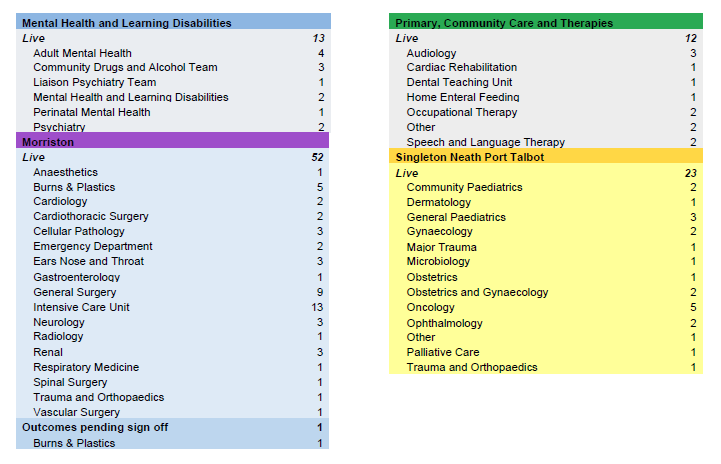 Mental Health and Learning Disabilities
Live 13
Adult Mental Health 4
Community Drugs and Alcohol Team 3
Liaison Psychiatry Team 1
Mental Health and Learning Disabilities 2
Perinatal Mental Health 1
Psychiatry 2
Morriston
Live 52
Anaesthetics 1
Burns & Plastics 5
Cardiology 2
Cardiothoracic Surgery 2
Cellular Pathology 3
Emergency Department 2
Ears Nose and Throat 3
Gastroenterology 1
General Surgery 9
Intensive Care Unit 13
Neurology 3
Radiology 1
Renal 3
Respiratory Medicine 1
Spinal Surgery 1
Trauma and Orthopaedics 1
Vascular Surgery 1
Outcomes pending sign off 1
Burns & Plastics 1
Primary, Community Care and Therapies
Live 12
Audiology 3
Cardiac Rehabilitation 1
Dental Teaching Unit 1
Home Enteral Feeding 1
Occupational Therapy 2
Other 2
Speech and Language Therapy 2
Singleton Neath Port Talbot
Live 23
Community Paediatrics 2
Dermatology 1
General Paediatrics 3
Gynaecology 2
Major Trauma 1
Microbiology 1
Obstetrics 1
Obstetrics and Gynaecology 2
Oncology 5
Ophthalmology 2
Other 1
Palliative Care 1
Trauma and Orthopaedics 1